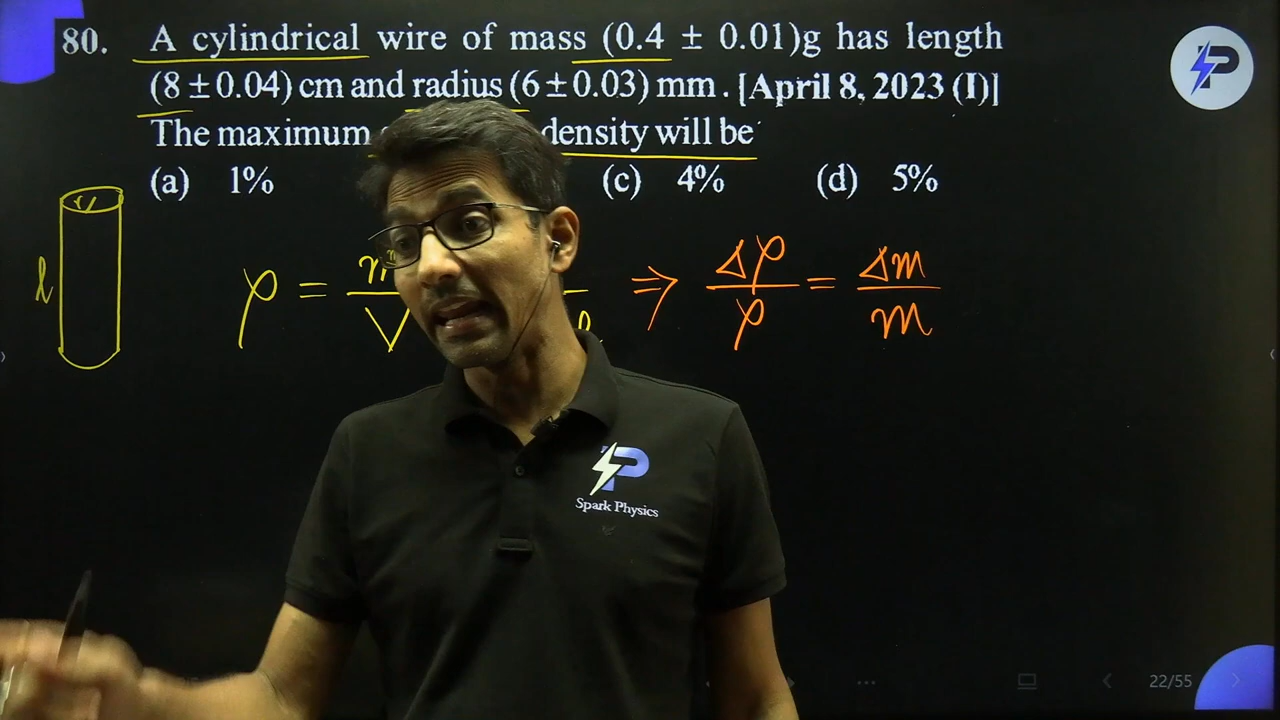 80. A cylindrical wire of mass (0.4 ± 0.01)g has length
(8 ± 0.04) cm and radius (6 ± 0.03) mm . [April 8, 2023 (I)]
The maximum density will be
(a) 1% (c) 4% (d) 5%
r
l
ρ = m/V ⇒ Δρ/ρ = Δm/m
P
Spark Physics
22/55